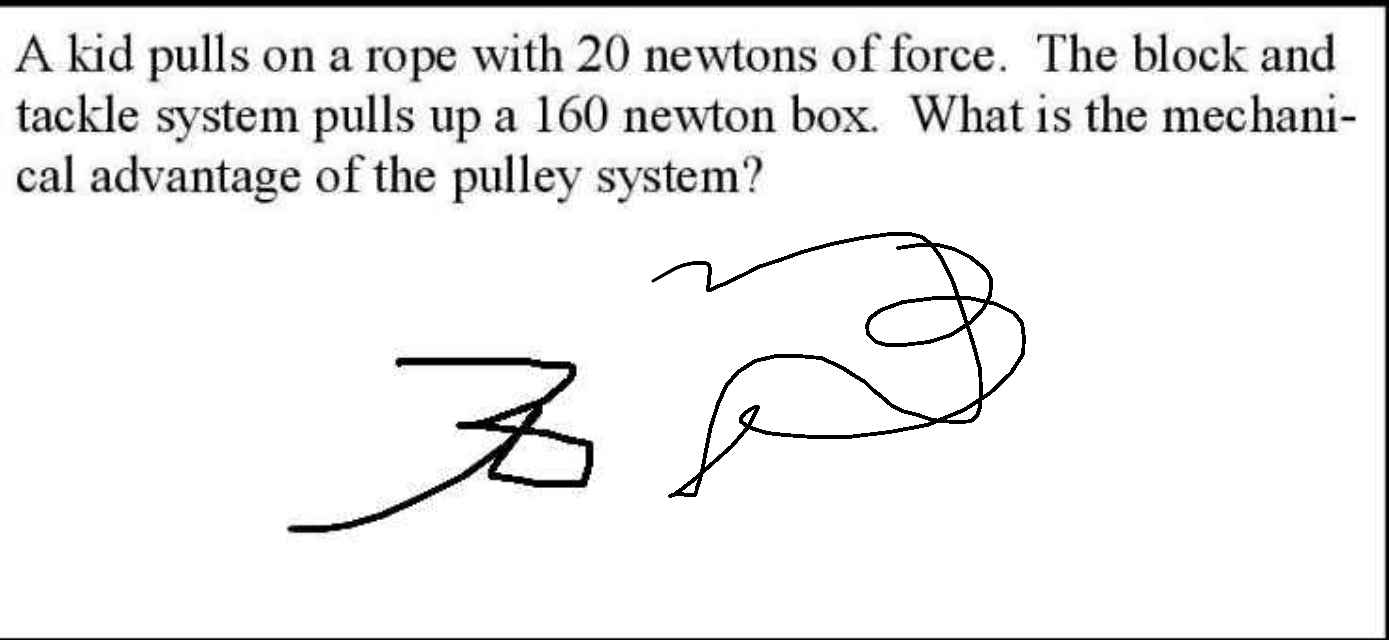 A kid pulls on a rope with 20 newtons of force. The block and
tackle system pulls up a 160 newton box. What is the mechani-
cal advantage of the pulley system?